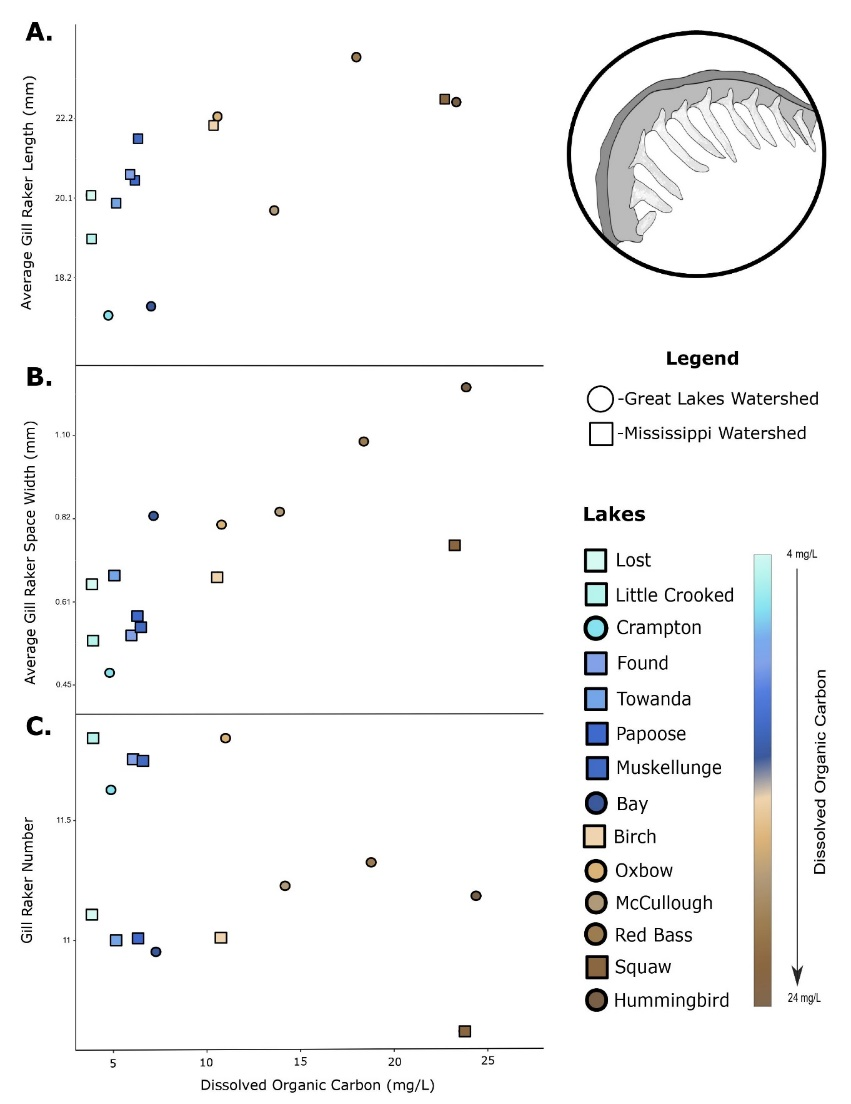 A.
Average Gill Raker Length (mm)
22.2
20.1
18.2
B.
Average Gill Raker Space Width (mm)
1.10
0.82
0.61
0.45
C.
Gill Raker Number
11.5
11
5
10
15
20
25
Dissolved Organic Carbon (mg/L)
Legend
-Great Lakes Watershed
-Mississippi Watershed
Lakes
Lost
Little Crooked
Crampton
Found
Towanda
Papoose
Muskellunge
Bay
Birch
Oxbow
McCullough
Red Bass
Squaw
Hummingbird
4 mg/L
Dissolved Organic Carbon
24 mg/L